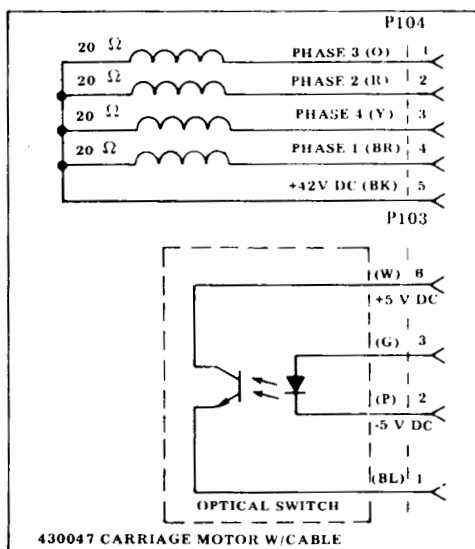 P104
20 Ω PHASE 3 (O) 1
20 Ω PHASE 2 (R) 2
20 Ω PHASE 4 (Y) 3
20 Ω PHASE 1 (BR) 4
+42V DC (BK) 5
P103
(W) 6
+5 V DC
(G) 3
(P) 2
-5 V DC
(BL) 1
OPTICAL SWITCH
430047 CARRIAGE MOTOR W/CABLE